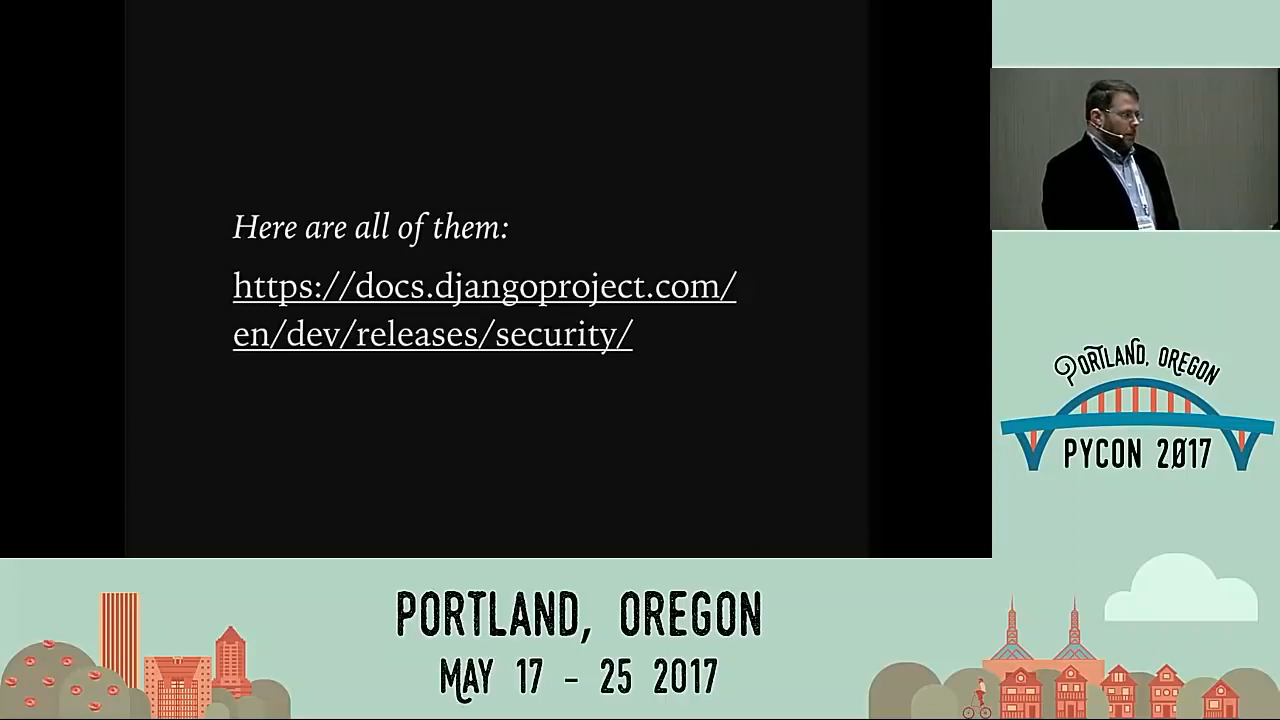 Here are all of them:
https://docs.djangoproject.com/
en/dev/releases/security/
PORTLAND, OREGON
PYCON 2017
PORTLAND, OREGON
MAY 17 - 25 2017